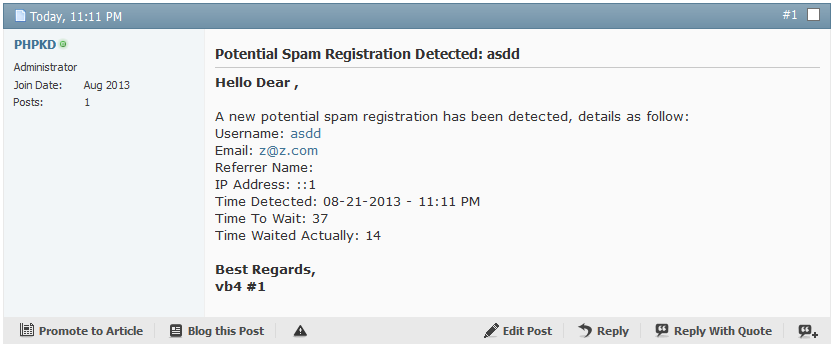 Today, 11:11 PM #1
PHPKD
Administrator
Join Date: Aug 2013
Posts: 1
Potential Spam Registration Detected: asdd
Hello Dear ,
A new potential spam registration has been detected, details as follow:
Username: asdd
Email: z@z.com
Referrer Name:
IP Address: ::1
Time Detected: 08-21-2013 - 11:11 PM
Time To Wait: 37
Time Waited Actually: 14
Best Regards,
vb4 #1
Promote to Article Blog this Post Edit Post Reply Reply With Quote